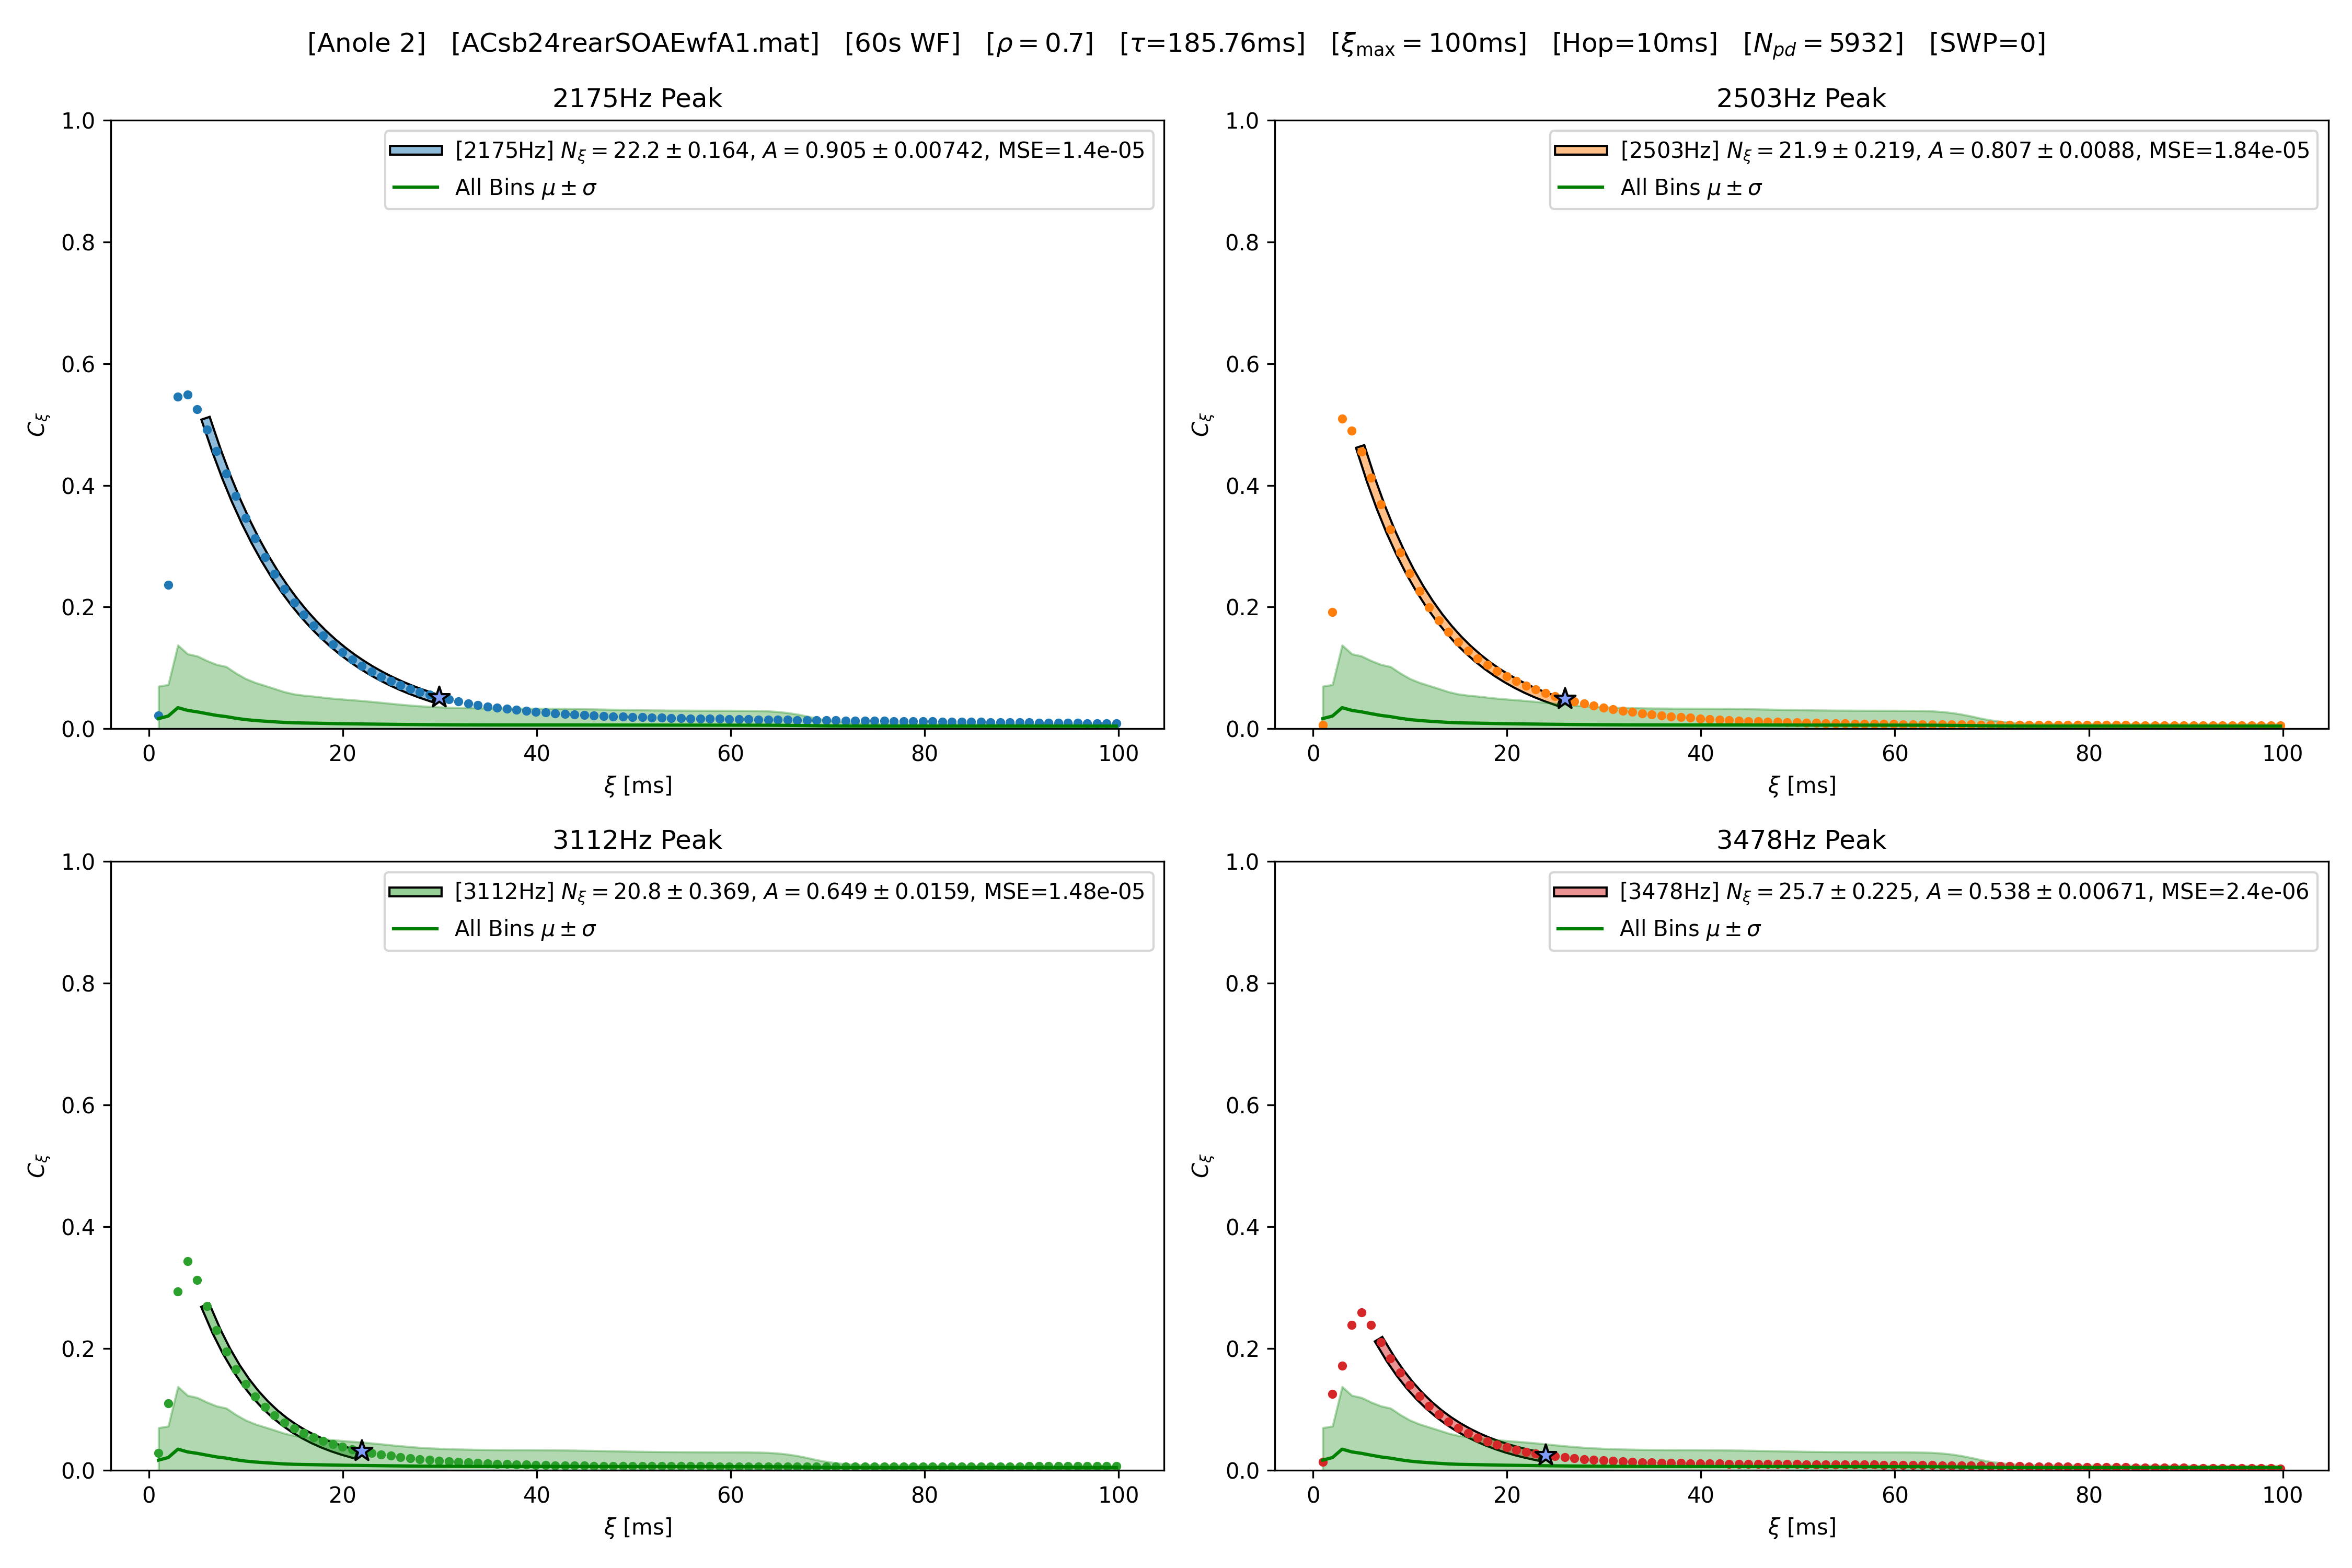 [Anole 2] [ACsb24rearSOAEwfA1.mat] [60s WF] [ρ = 0.7] [τ=185.76ms] [ξmax = 100ms] [Hop=10ms] [Npd = 5932] [SWP=0]
2175Hz Peak
[2175Hz] Nξ = 22.2 ± 0.164, A = 0.905 ± 0.00742, MSE=1.4e-05
All Bins μ ± σ
1.0
0.8
0.6
0.4
0.2
0.0
Cξ
0 20 40 60 80 100
ξ [ms]
2503Hz Peak
[2503Hz] Nξ = 21.9 ± 0.219, A = 0.807 ± 0.0088, MSE=1.84e-05
All Bins μ ± σ
1.0
0.8
0.6
0.4
0.2
0.0
Cξ
0 20 40 60 80 100
ξ [ms]
3112Hz Peak
[3112Hz] Nξ = 20.8 ± 0.369, A = 0.649 ± 0.0159, MSE=1.48e-05
All Bins μ ± σ
1.0
0.8
0.6
0.4
0.2
0.0
Cξ
0 20 40 60 80 100
ξ [ms]
3478Hz Peak
[3478Hz] Nξ = 25.7 ± 0.225, A = 0.538 ± 0.00671, MSE=2.4e-06
All Bins μ ± σ
1.0
0.8
0.6
0.4
0.2
0.0
Cξ
0 20 40 60 80 100
ξ [ms]